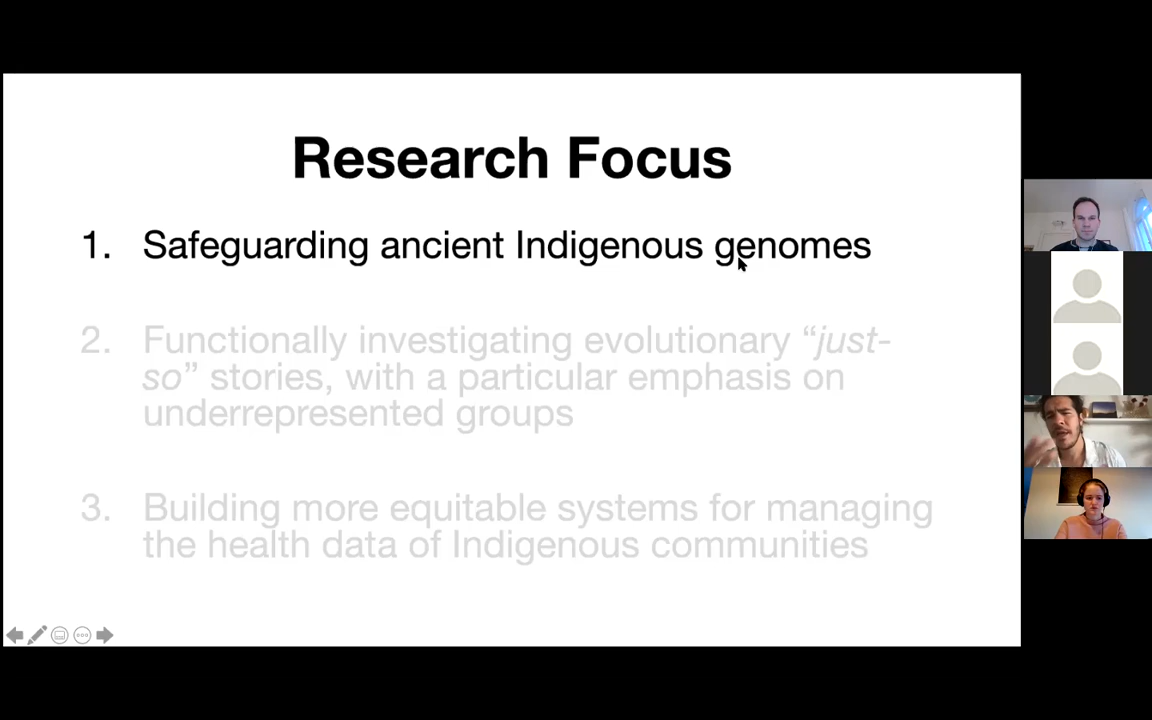 Research Focus
1. Safeguarding ancient Indigenous genomes
2. Functionally investigating evolutionary “just-
so” stories, with a particular emphasis on
underrepresented groups
3. Building more equitable systems for managing
the health data of Indigenous communities